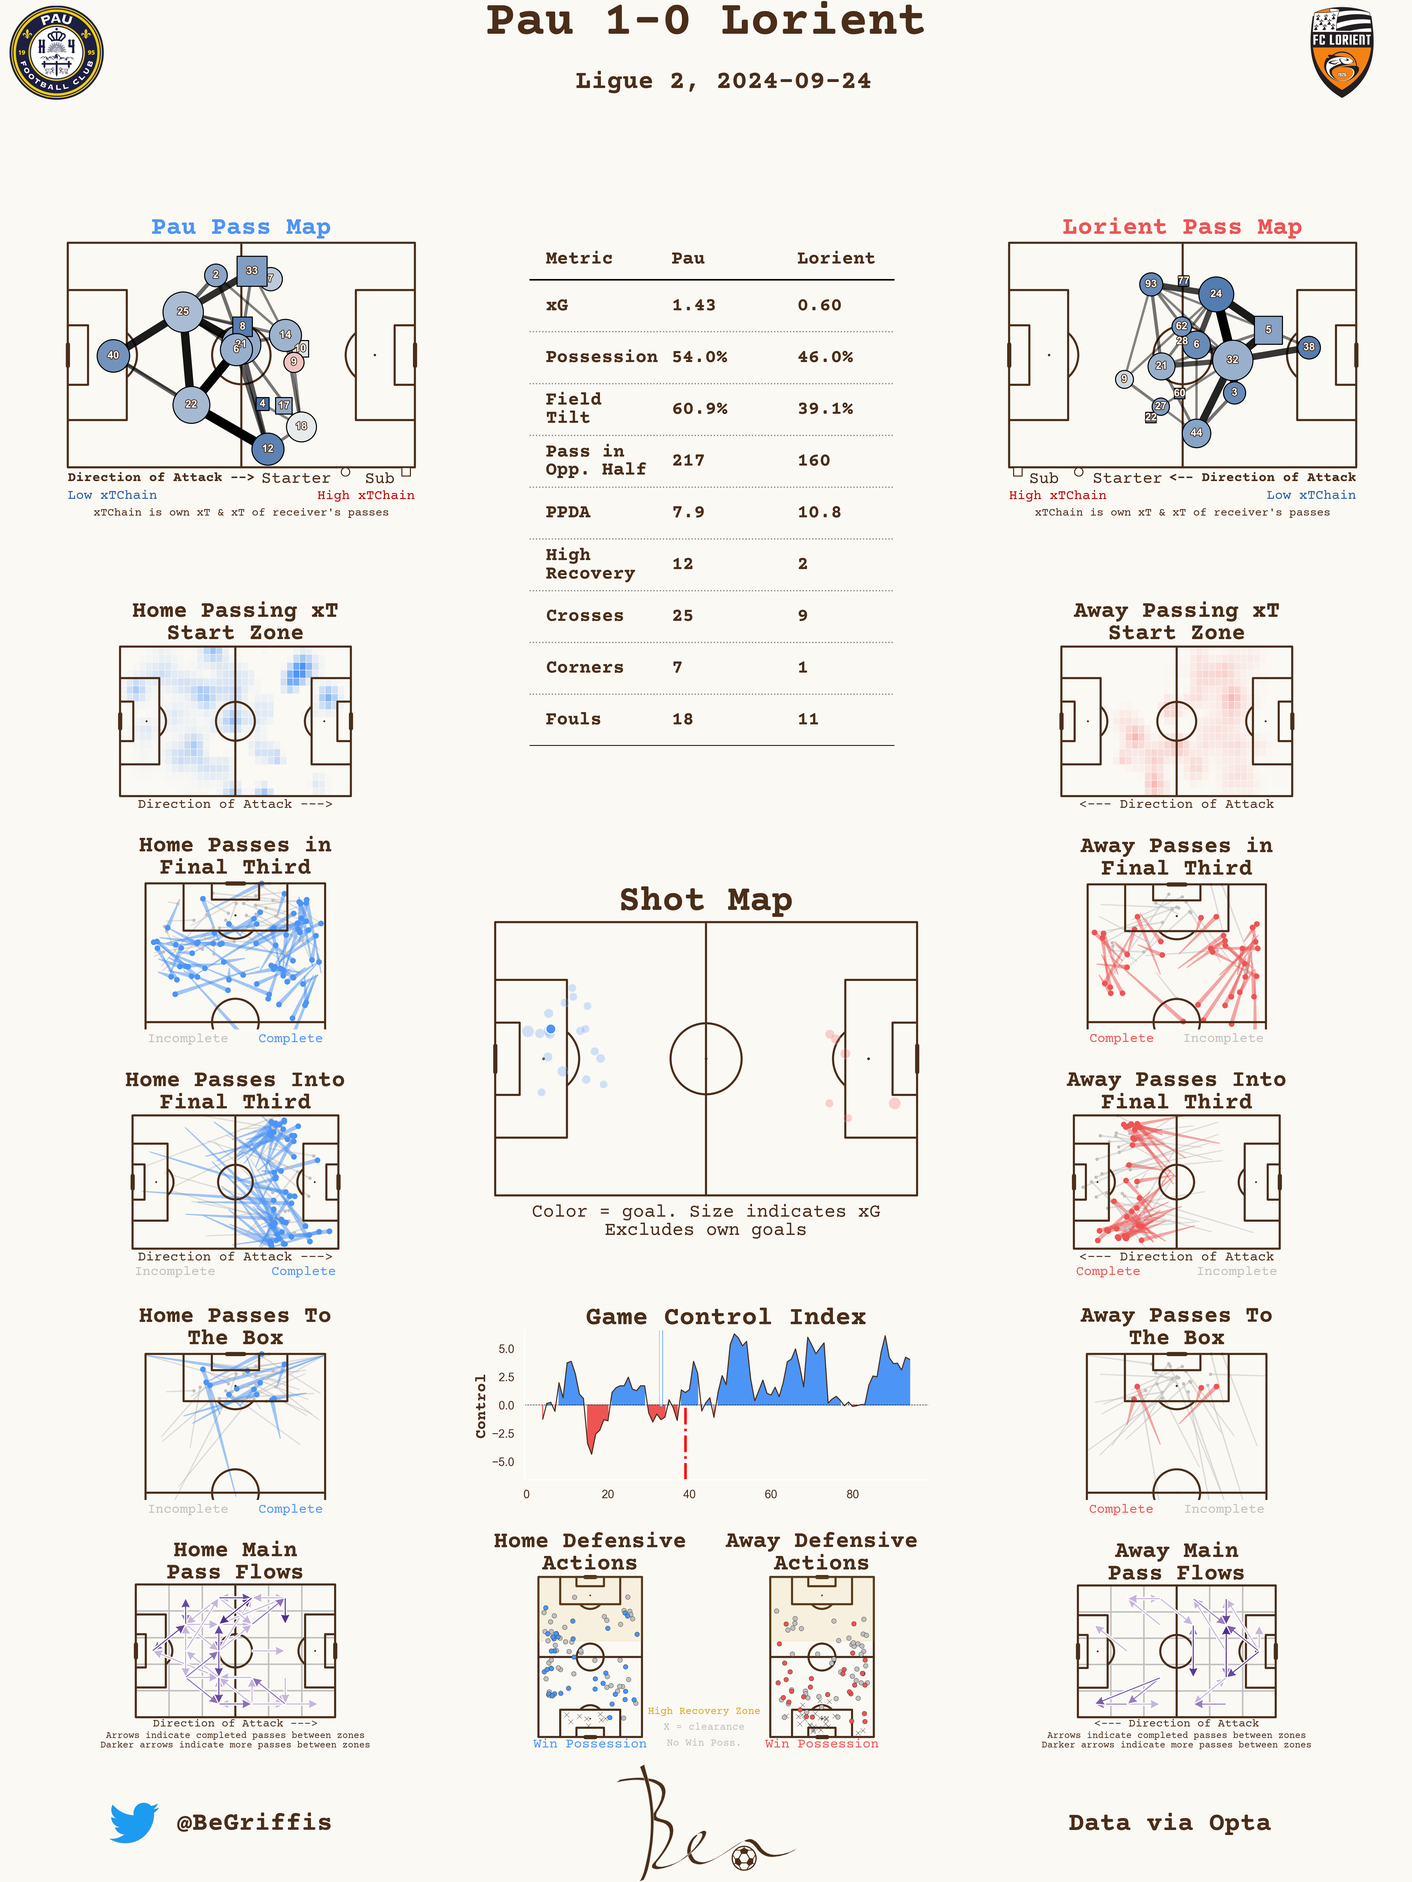 Pau 1-0 Lorient
Ligue 2, 2024-09-24
PAU
FOOTBALL CLUB
19 95
FC LORIENT
Pau Pass Map
2
33
7
25
8
14
21
6
10
9
40
4
17
22
18
12
Direction of Attack --> Starter Sub
Low xTChain High xTChain
xTChain is own xT & xT of receiver's passes
Metric Pau Lorient
xG 1.43 0.60
Possession 54.0% 46.0%
Field
Tilt 60.9% 39.1%
Pass in
Opp. Half 217 160
PPDA 7.9 10.8
High
Recovery 12 2
Crosses 25 9
Corners 7 1
Fouls 18 11
Lorient Pass Map
93
77
24
62
5
28
6
38
32
21
9
3
60
27
22
44
Sub Starter <-- Direction of Attack
High xTChain Low xTChain
xTChain is own xT & xT of receiver's passes
Home Passing xT
Start Zone
Direction of Attack --->
Away Passing xT
Start Zone
<--- Direction of Attack
Home Passes in
Final Third
Incomplete Complete
Away Passes in
Final Third
Complete Incomplete
Shot Map
Color = goal. Size indicates xG
Excludes own goals
Home Passes Into
Final Third
Direction of Attack --->
Incomplete Complete
Away Passes Into
Final Third
<--- Direction of Attack
Complete Incomplete
Home Passes To
The Box
Incomplete Complete
Game Control Index
Control
5.0
2.5
0.0
−2.5
−5.0
0 20 40 60 80
Away Passes To
The Box
Complete Incomplete
Home Main
Pass Flows
Direction of Attack --->
Arrows indicate completed passes between zones
Darker arrows indicate more passes between zones
Home Defensive
Actions
Win Possession
Away Defensive
Actions
Win Possession
High Recovery Zone
X = clearance
No Win Poss.
Away Main
Pass Flows
<--- Direction of Attack
Arrows indicate completed passes between zones
Darker arrows indicate more passes between zones
@BeGriffis
Ben
Data via Opta